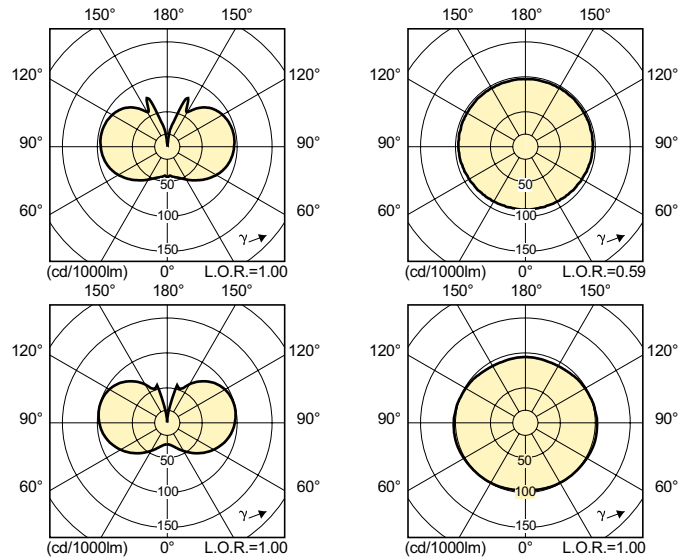 150° 180° 150° 150° 180° 150°
120° 120° 120° 120°
90° 90° 90° 90°
50 50
60° 60° 60° 60°
100 100
150 γ 150 γ
(cd/1000lm) 0° L.O.R.=1.00 (cd/1000lm) 0° L.O.R.=0.59
150° 180° 150° 150° 180° 150°
120° 120° 120° 120°
90° 90° 90° 90°
50 50
60° 60° 60° 60°
100 100
150 γ 150 γ
(cd/1000lm) 0° L.O.R.=1.00 (cd/1000lm) 0° L.O.R.=1.00